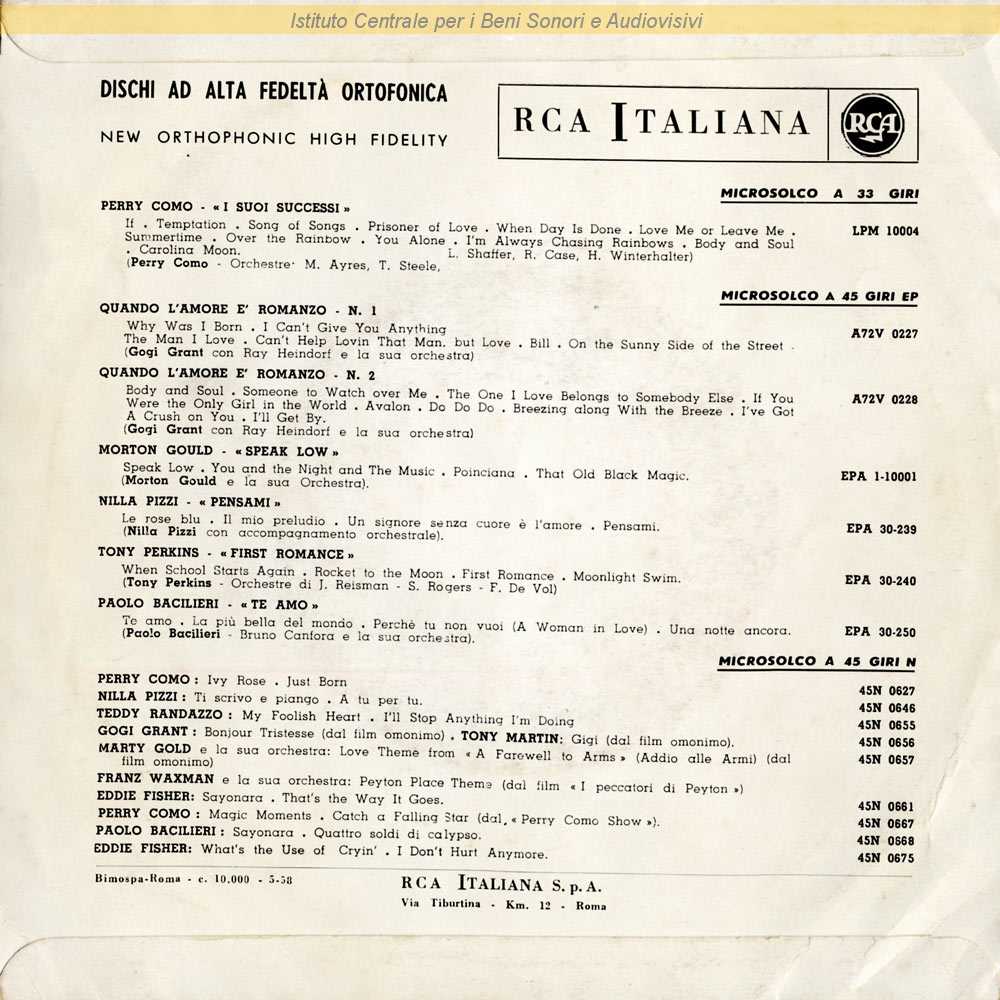 Istituto Centrale per i Beni Sonori e Audiovisivi
DISCHI AD ALTA FEDELTÀ ORTOFONICA
NEW ORTHOPHONIC HIGH FIDELITY
RCA ITALIANA
RCA
MICROSOLCO A 33 GIRI
PERRY COMO - « I SUOI SUCCESSI »
If . Temptation . Song of Songs . Prisoner of Love . When Day Is Done . Love Me or Leave Me . LPM 10004
Summertime . Over the Rainbow . You Alone . I'm Always Chasing Rainbows . Body and Soul
. Carolina Moon. L. Shaffer, R. Case, H. Winterhalter)
(Perry Como - Orchestre: M. Ayres, T. Steele,
MICROSOLCO A 45 GIRI EP
QUANDO L'AMORE E' ROMANZO - N. 1
Why Was I Born . I Can't Give You Anything A72V 0227
The Man I Love . Can't Help Lovin That Man. but Love . Bill . On the Sunny Side of the Street .
(Gogi Grant con Ray Heindorf e la sua orchestra)
QUANDO L'AMORE E' ROMANZO - N. 2
Body and Soul . Someone to Watch over Me . The One I Love Belongs to Somebody Else . If You A72V 0228
Were the Only Girl in the World . Avalon . Do Do Do . Breezing along With the Breeze . I've Got
A Crush on You . I'll Get By.
(Gogi Grant con Ray Heindorf e la sua orchestra)
MORTON GOULD - « SPEAK LOW »
Speak Low . You and the Night and The Music . Poinciana . That Old Black Magic. EPA 1-10001
(Morton Gould e la sua Orchestra).
NILLA PIZZI - « PENSAMI »
Le rose blu . Il mio preludio . Un signore senza cuore è l'amore . Pensami. EPA 30-239
(Nilla Pizzi con accompagnamento orchestrale).
TONY PERKINS - « FIRST ROMANCE »
When School Starts Again . Rocket to the Moon . First Romance . Moonlight Swim. EPA 30-240
(Tony Perkins - Orchestre di J. Reisman - S. Rogers - F. De Vol)
PAOLO BACILIERI - « TE AMO »
Te amo . La più bella del mondo . Perchè tu non vuoi (A Woman in Love) . Una notte ancora. EPA 30-250
(Paolo Bacilieri - Bruno Canfora e la sua orchestra).
MICROSOLCO A 45 GIRI N
PERRY COMO : Ivy Rose . Just Born 45N 0627
NILLA PIZZI : Ti scrivo e piango . A tu per tu. 45N 0646
TEDDY RANDAZZO : My Foolish Heart . I'll Stop Anything I'm Doing 45N 0655
GOGI GRANT : Bonjour Tristesse (dal film omonimo) . TONY MARTIN: Gigi (dal film omonimo). 45N 0656
MARTY GOLD e la sua orchestra: Love Theme from « A Farewell to Arms » (Addio alle Armi) (dal 45N 0657
film omonimo)
FRANZ WAXMAN e la sua orchestra: Peyton Place Theme (dal film « I peccatori di Peyton »)
EDDIE FISHER: Sayonara . That's the Way It Goes. 45N 0661
PERRY COMO : Magic Moments . Catch a Falling Star (dal « Perry Como Show »). 45N 0667
PAOLO BACILIERI : Sayonara . Quattro soldi di calypso. 45N 0668
EDDIE FISHER: What's the Use of Cryin' . I Don't Hurt Anymore. 45N 0675
Bimospa-Roma - c. 10.000 - 5-58
RCA ITALIANA S. p. A.
Via Tiburtina - Km. 12 - Roma